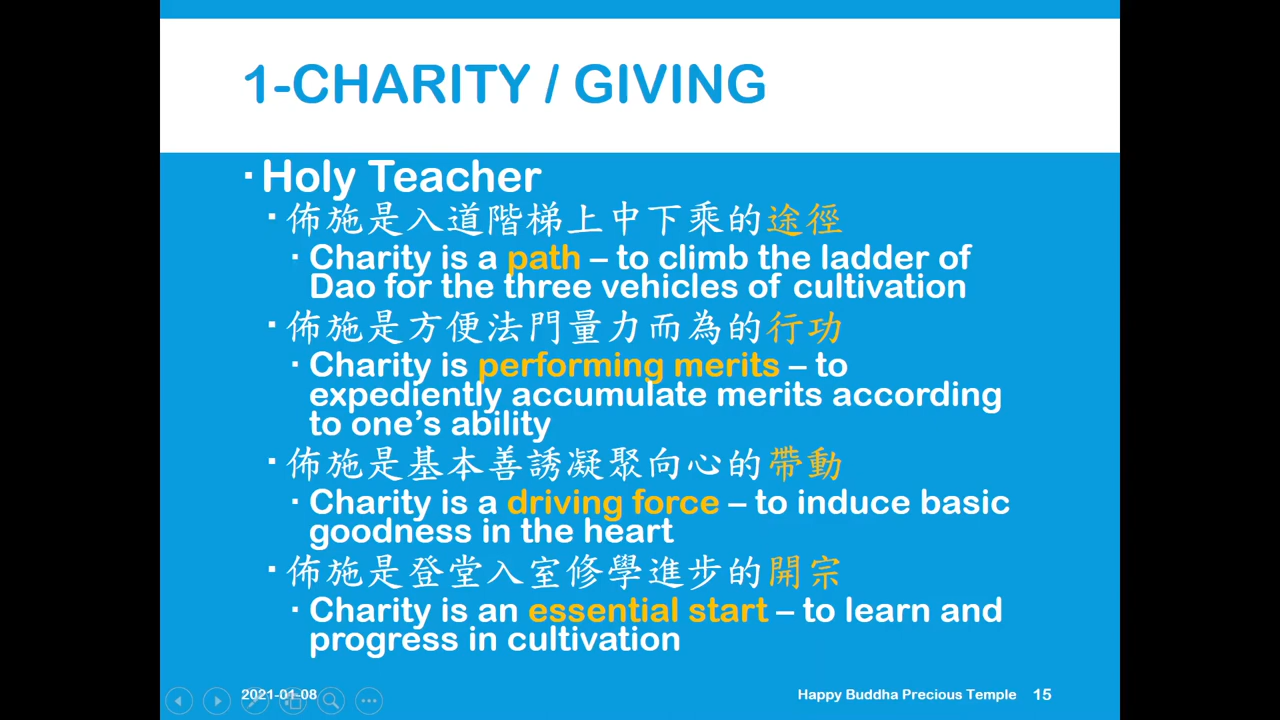 1-CHARITY / GIVING
Holy Teacher
佈施是入道階梯上中下乘的途徑
Charity is a path – to climb the ladder of
Dao for the three vehicles of cultivation
佈施是方便法門量力而為的行功
Charity is performing merits – to
expediently accumulate merits according
to one’s ability
佈施是基本善誘凝聚向心的帶動
Charity is a driving force – to induce basic
goodness in the heart
佈施是登堂入室修學進步的開宗
Charity is an essential start – to learn and
progress in cultivation
2021-01-08
Happy Buddha Precious Temple 15